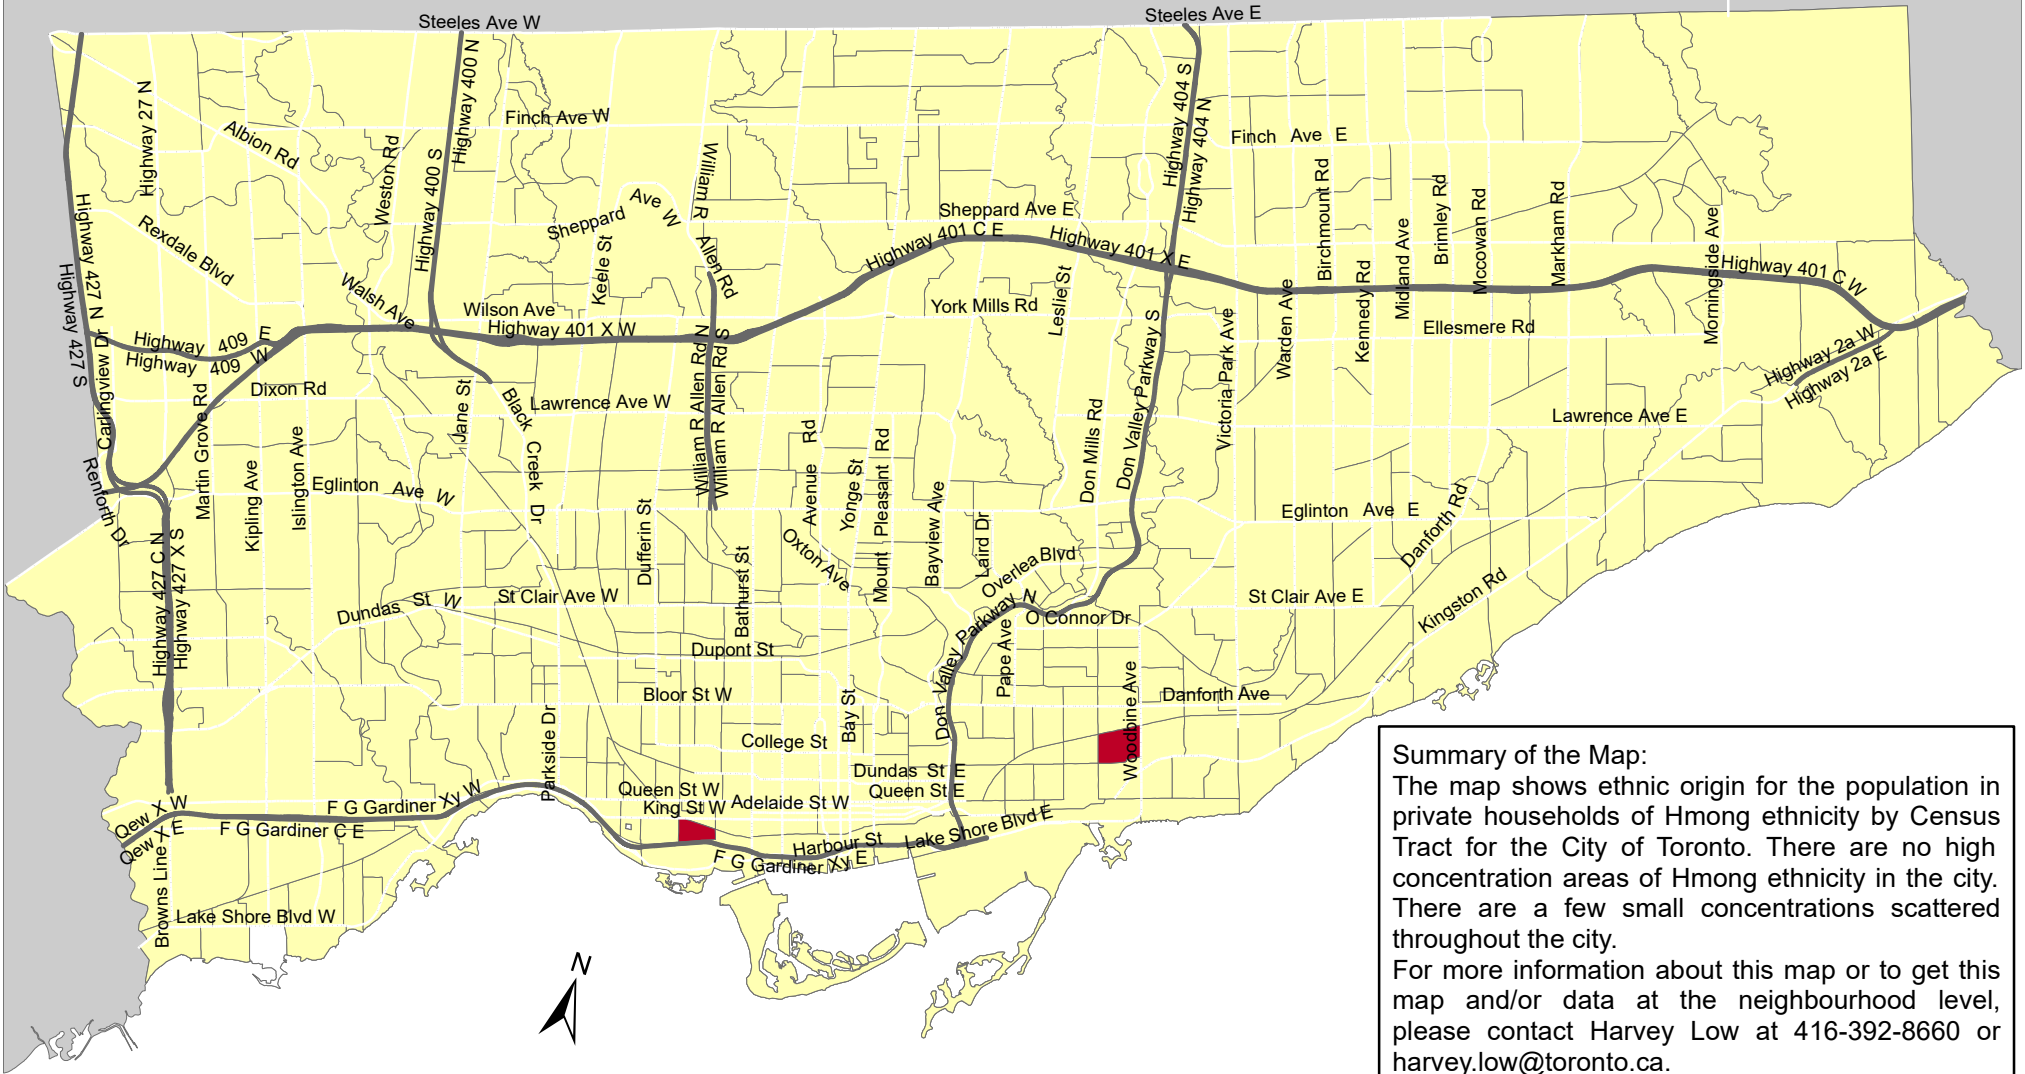 Steeles Ave W
Steeles Ave E
Highway 400 N
Highway 404 S
Highway 27 N
Finch Ave W
Highway 404 N
Finch Ave E
Albion Rd
Weston Rd
Highway 400 S
William R Allen Rd
Birchmount Rd
Brimley Rd
Mccowan Rd
Markham Rd
Sheppard Ave W
Sheppard Ave E
Highway 427 N
Rexdale Blvd
Keele St
Highway 401 C E
Highway 401 X E
Midland Ave
Morningside Ave
Highway 401 C W
Highway 427 S
Walsh Ave
Wilson Ave
York Mills Rd
Leslie St
Warden Ave
Kennedy Rd
Ellesmere Rd
Highway 401 X W
Highway 409 E
Highway 409 W
Carlingview Dr
Don Valley Parkway S
Victoria Park Ave
Highway 2a W
Highway 2a E
Dixon Rd
Martin Grove Rd
Jane St
Black Creek Dr
Lawrence Ave W
William R Allen Rd N
William R Allen Rd S
Lawrence Ave E
Avenue Rd
Yonge St
Mount Pleasant Rd
Don Mills Rd
Renforth Dr
Kipling Ave
Islington Ave
Eglinton Ave W
Dufferin St
Bayview Ave
Laird Dr
Eglinton Ave E
Danforth Rd
Highway 427 C N
Highway 427 X S
Oxton Ave
Bathurst St
Overlea Blvd
Dundas St W
St Clair Ave W
St Clair Ave E
Kingston Rd
Don Valley Parkway N
O Connor Dr
Dupont St
Pape Ave
Bloor St W
Bay St
Woodbine Ave
Danforth Ave
Parkside Dr
College St
Dundas St E
Queen St E
Queen St W
King St W
Adelaide St W
Qew X W
Qew X E
F G Gardiner Xy W
F G Gardiner C E
Harbour St
Lake Shore Blvd E
F G Gardiner Xy E
Browns Line
Lake Shore Blvd W
N
Summary of the Map:
The map shows ethnic origin for the population in
private households of Hmong ethnicity by Census
Tract for the City of Toronto. There are no high
concentration areas of Hmong ethnicity in the city.
There are a few small concentrations scattered
throughout the city.
For more information about this map or to get this
map and/or data at the neighbourhood level,
please contact Harvey Low at 416-392-8660 or
harvey.low@toronto.ca.